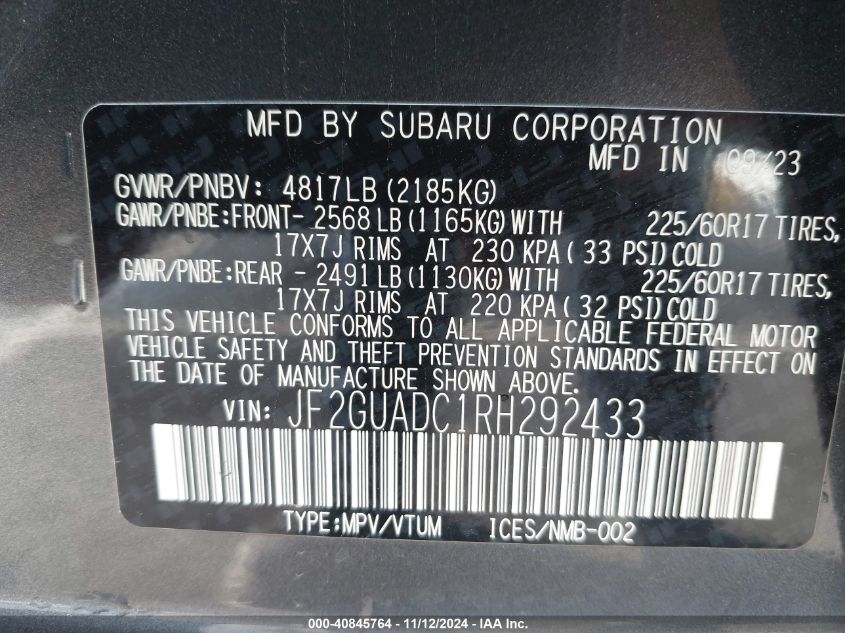 MFD BY SUBARU CORPORATION
MFD IN 09/23
GVWR/PNBV: 4817LB (2185KG)
GAWR/PNBE:FRONT- 2568 LB (1165KG) WITH 225/60R17 TIRES,
17X7J RIMS AT 230 KPA ( 33 PSI) COLD
GAWR/PNBE:REAR - 2491 LB (1130KG) WITH 225/60R17 TIRES,
17X7J RIMS AT 220 KPA ( 32 PSI) COLD
THIS VEHICLE CONFORMS TO ALL APPLICABLE FEDERAL MOTOR
VEHICLE SAFETY AND THEFT PREVENTION STANDARDS IN EFFECT ON
THE DATE OF MANUFACTURE SHOWN ABOVE.
VIN: JF2GUADC1RH292433
TYPE:MPV/VTUM ICES/NMB-002
000-40845764 - 11/12/2024 - IAA Inc.